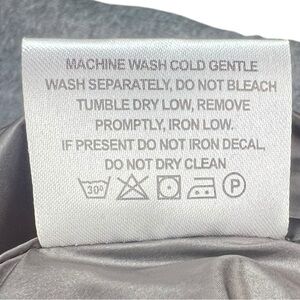 MACHINE WASH COLD GENTLE
WASH SEPARATELY, DO NOT BLEACH
TUMBLE DRY LOW, REMOVE
PROMPTLY, IRON LOW.
IF PRESENT DO NOT IRON DECAL,
DO NOT DRY CLEAN
30° P